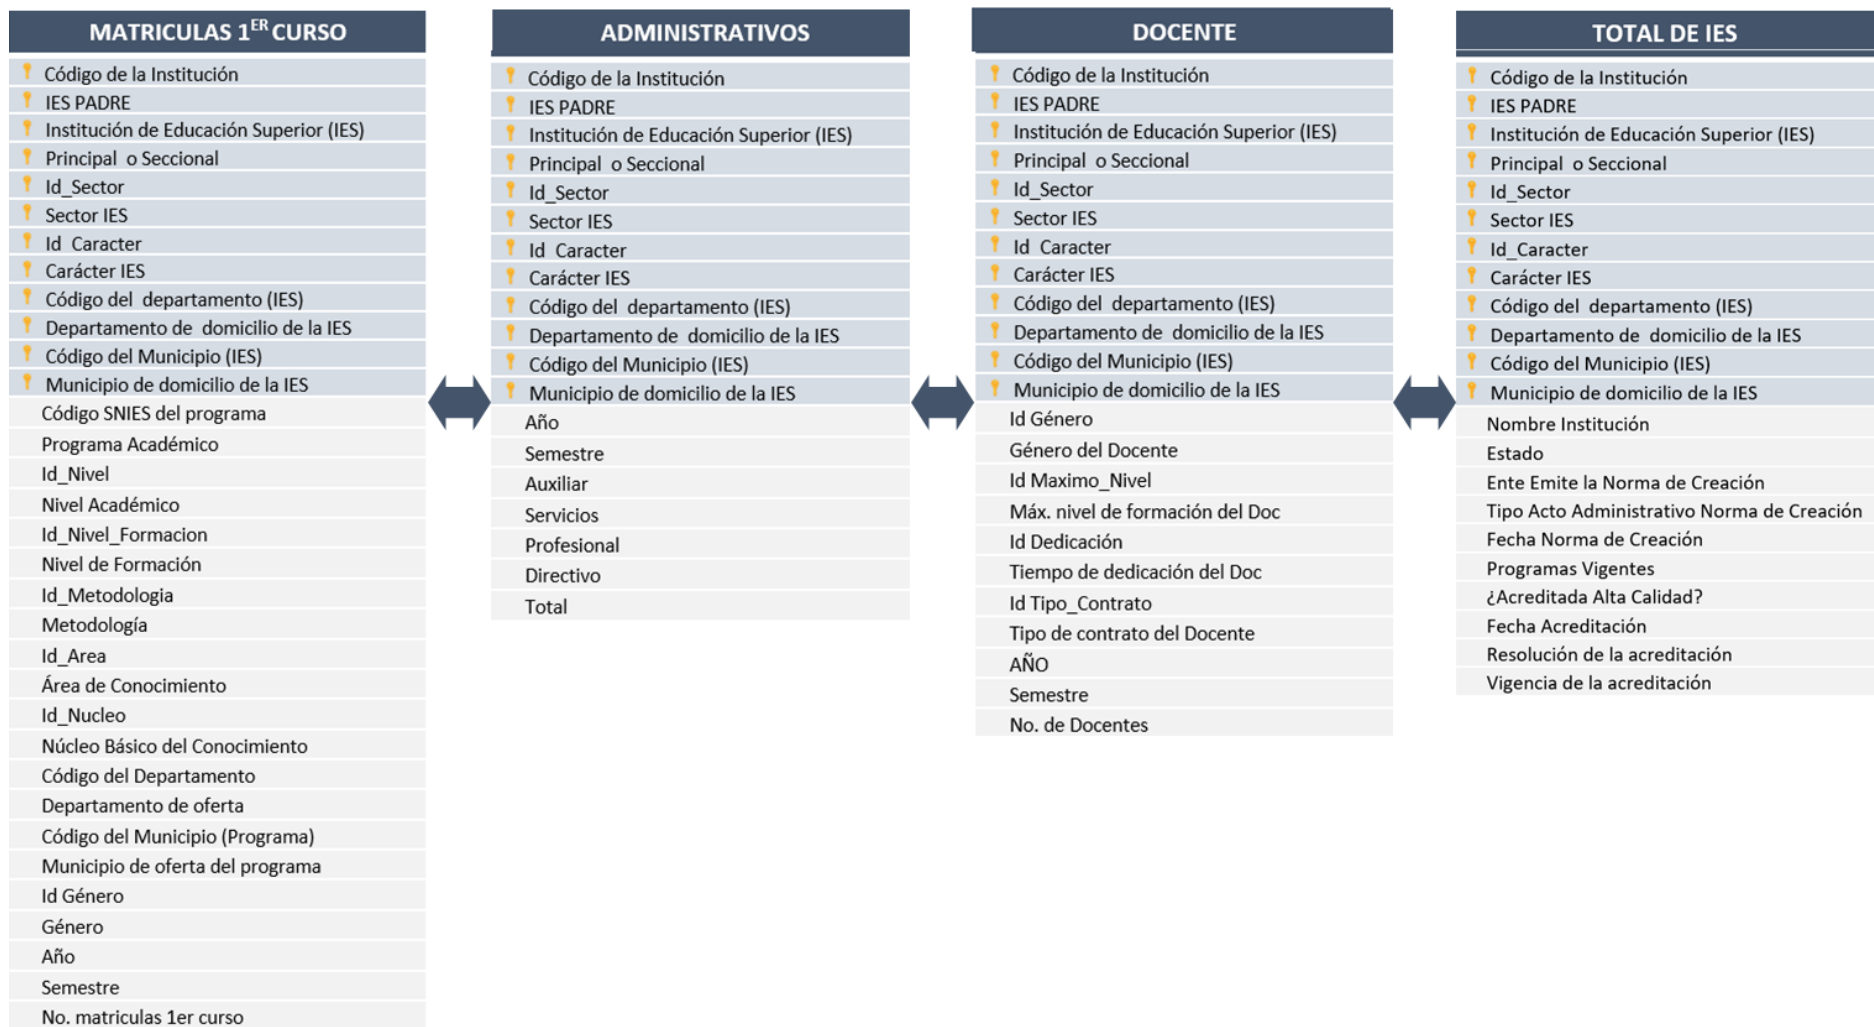 MATRICULAS 1ER CURSO
Código de la Institución
IES PADRE
Institución de Educación Superior (IES)
Principal o Seccional
Id_Sector
Sector IES
Id Caracter
Carácter IES
Código del departamento (IES)
Departamento de domicilio de la IES
Código del Municipio (IES)
Municipio de domicilio de la IES
Código SNIES del programa
Programa Académico
Id_Nivel
Nivel Académico
Id_Nivel_Formacion
Nivel de Formación
Id_Metodologia
Metodología
Id_Area
Área de Conocimiento
Id_Nucleo
Núcleo Básico del Conocimiento
Código del Departamento
Departamento de oferta
Código del Municipio (Programa)
Municipio de oferta del programa
Id Género
Género
Año
Semestre
No. matriculas 1er curso
ADMINISTRATIVOS
Código de la Institución
IES PADRE
Institución de Educación Superior (IES)
Principal o Seccional
Id_Sector
Sector IES
Id Caracter
Carácter IES
Código del departamento (IES)
Departamento de domicilio de la IES
Código del Municipio (IES)
Municipio de domicilio de la IES
Año
Semestre
Auxiliar
Servicios
Profesional
Directivo
Total
DOCENTE
Código de la Institución
IES PADRE
Institución de Educación Superior (IES)
Principal o Seccional
Id_Sector
Sector IES
Id Caracter
Carácter IES
Código del departamento (IES)
Departamento de domicilio de la IES
Código del Municipio (IES)
Municipio de domicilio de la IES
Id Género
Género del Docente
Id Maximo_Nivel
Máx. nivel de formación del Doc
Id Dedicación
Tiempo de dedicación del Doc
Id Tipo_Contrato
Tipo de contrato del Docente
AÑO
Semestre
No. de Docentes
TOTAL DE IES
Código de la Institución
IES PADRE
Institución de Educación Superior (IES)
Principal o Seccional
Id_Sector
Sector IES
Id_Caracter
Carácter IES
Código del departamento (IES)
Departamento de domicilio de la IES
Código del Municipio (IES)
Municipio de domicilio de la IES
Nombre Institución
Estado
Ente Emite la Norma de Creación
Tipo Acto Administrativo Norma de Creación
Fecha Norma de Creación
Programas Vigentes
¿Acreditada Alta Calidad?
Fecha Acreditación
Resolución de la acreditación
Vigencia de la acreditación